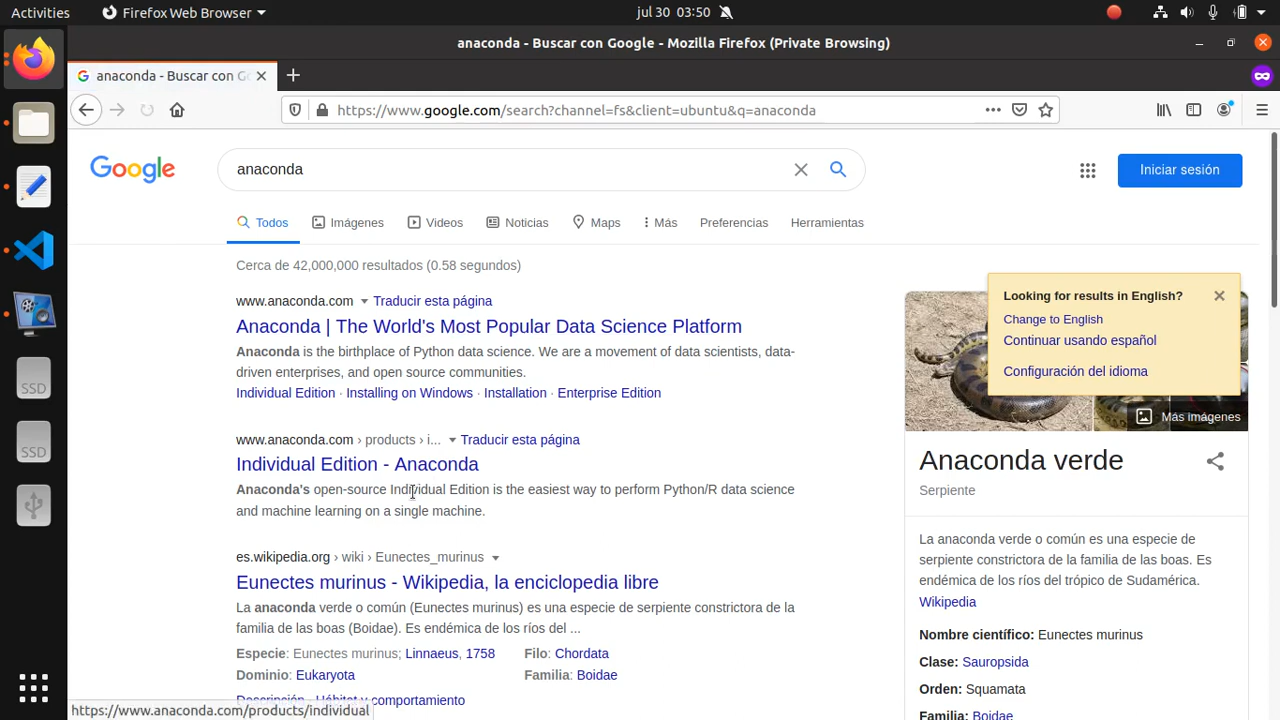 Activities
Firefox Web Browser
jul 30 03:50
anaconda - Buscar con Google - Mozilla Firefox (Private Browsing)
anaconda - Buscar con Go
https://www.google.com/search?channel=fs&client=ubuntu&q=anaconda
Google
anaconda
Iniciar sesión
Todos
Imágenes
Videos
Noticias
Maps
Más
Preferencias
Herramientas
Cerca de 42,000,000 resultados (0.58 segundos)
www.anaconda.com Traducir esta página
Anaconda | The World's Most Popular Data Science Platform
Anaconda is the birthplace of Python data science. We are a movement of data scientists, data-
driven enterprises, and open source communities.
Individual Edition · Installing on Windows · Installation · Enterprise Edition
www.anaconda.com › products › i... Traducir esta página
Individual Edition - Anaconda
Anaconda's open-source Individual Edition is the easiest way to perform Python/R data science
and machine learning on a single machine.
es.wikipedia.org › wiki › Eunectes_murinus
Eunectes murinus - Wikipedia, la enciclopedia libre
La anaconda verde o común (Eunectes murinus) es una especie de serpiente constrictora de la
familia de las boas (Boidae). Es endémica de los ríos del ...
Especie: Eunectes murinus; Linnaeus, 1758
Filo: Chordata
Dominio: Eukaryota
Familia: Boidae
Descripción · Hábitat y comportamiento
https://www.anaconda.com/products/individual
Looking for results in English?
Change to English
Continuar usando español
Configuración del idioma
Más imágenes
Anaconda verde
Serpiente
La anaconda verde o común es una especie de
serpiente constrictora de la familia de las boas. Es
endémica de los ríos del trópico de Sudamérica.
Wikipedia
Nombre científico: Eunectes murinus
Clase: Sauropsida
Orden: Squamata
Familia: Boidae
SSD
SSD